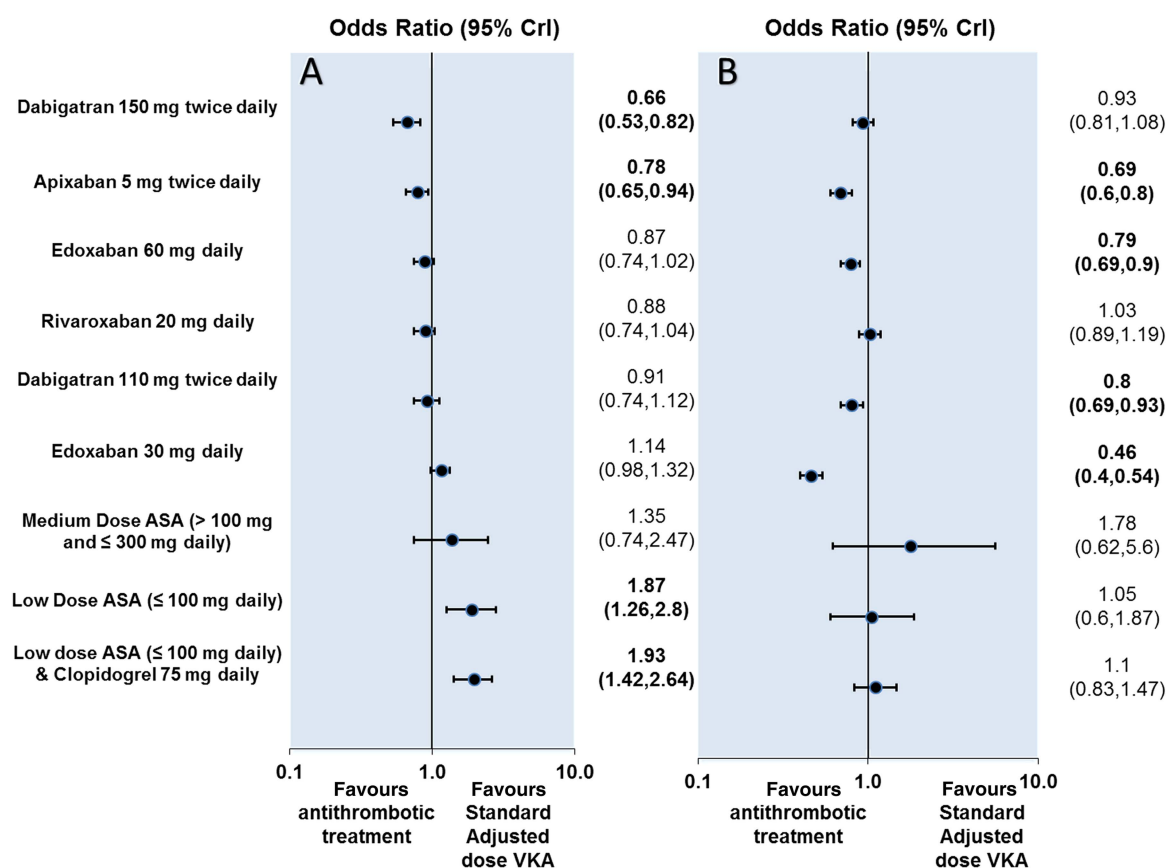 Odds Ratio (95% CrI)
Odds Ratio (95% CrI)
A
B
Dabigatran 150 mg twice daily
0.66
(0.53,0.82)
0.93
(0.81,1.08)
Apixaban 5 mg twice daily
0.78
(0.65,0.94)
0.69
(0.6,0.8)
Edoxaban 60 mg daily
0.87
(0.74,1.02)
0.79
(0.69,0.9)
Rivaroxaban 20 mg daily
0.88
(0.74,1.04)
1.03
(0.89,1.19)
Dabigatran 110 mg twice daily
0.91
(0.74,1.12)
0.8
(0.69,0.93)
Edoxaban 30 mg daily
1.14
(0.98,1.32)
0.46
(0.4,0.54)
Medium Dose ASA (> 100 mg
and ≤ 300 mg daily)
1.35
(0.74,2.47)
1.78
(0.62,5.6)
Low Dose ASA (≤ 100 mg daily)
1.87
(1.26,2.8)
1.05
(0.6,1.87)
Low dose ASA (≤ 100 mg daily)
& Clopidogrel 75 mg daily
1.93
(1.42,2.64)
1.1
(0.83,1.47)
0.1 1.0 10.0
Favours
antithrombotic
treatment
Favours
Standard
Adjusted
dose VKA
0.1 1.0 10.0
Favours
antithrombotic
treatment
Favours
Standard
Adjusted
dose VKA